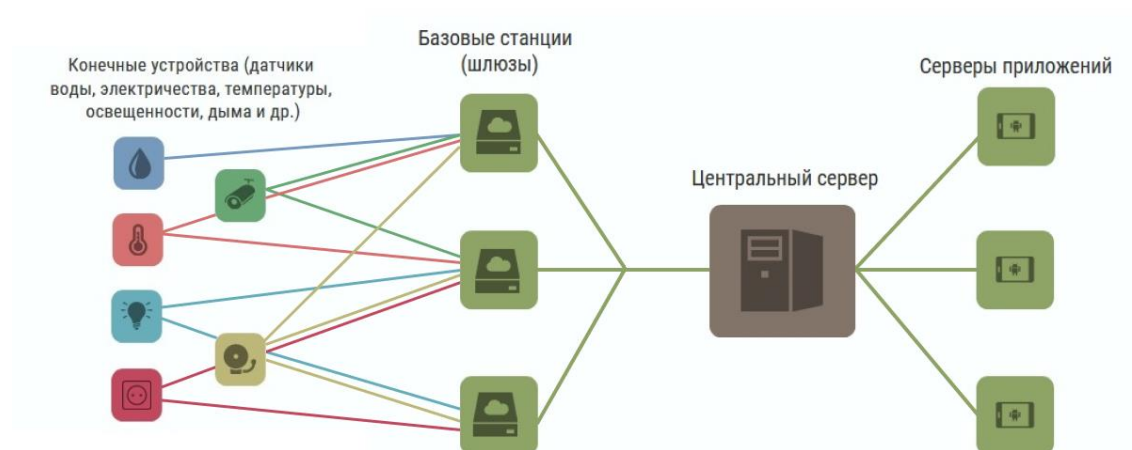 Базовые станции
(шлюзы)
Конечные устройства (датчики
воды, электричества, температуры,
освещенности, дыма и др.)
Серверы приложений
Центральный сервер